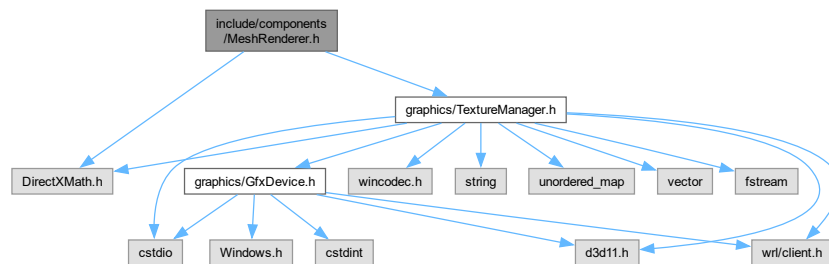 include/components
/MeshRenderer.h
graphics/TextureManager.h
DirectXMath.h
graphics/GfxDevice.h
wincodec.h
string
unordered_map
vector
fstream
cstdio
Windows.h
cstdint
d3d11.h
wrl/client.h